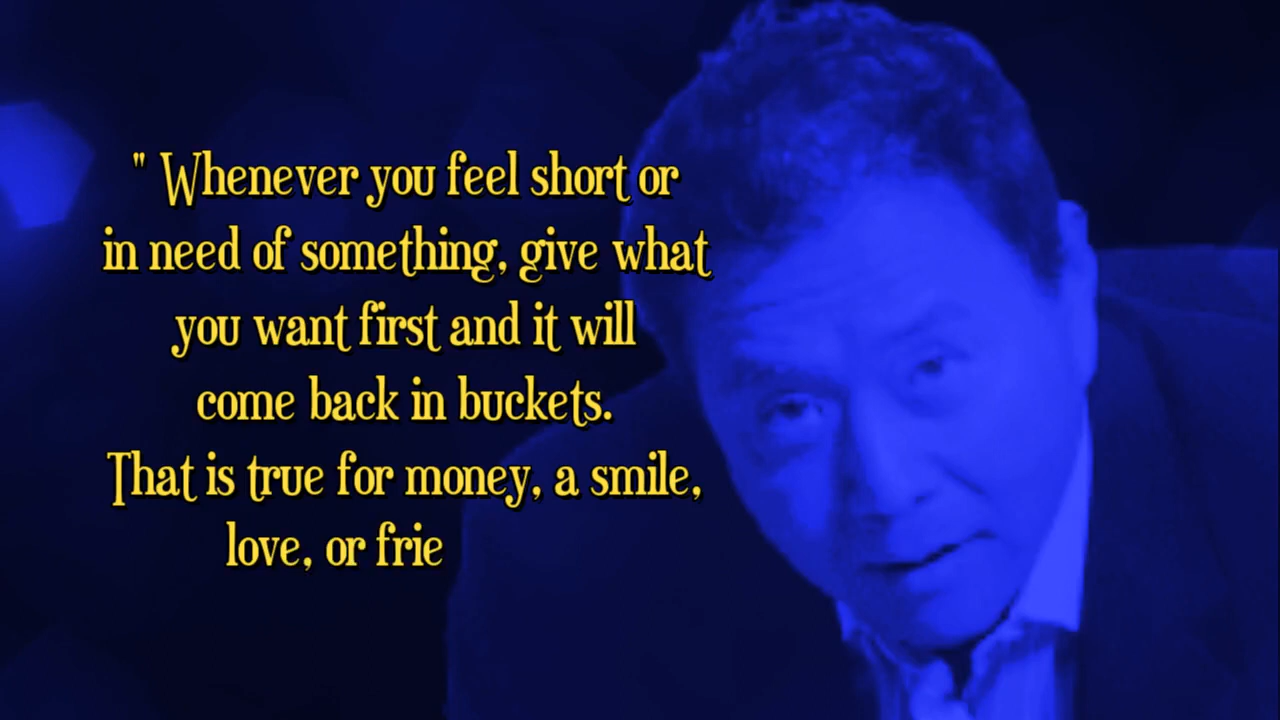 " Whenever you feel short or
in need of something, give what
you want first and it will
come back in buckets.
That is true for money, a smile,
love, or frie